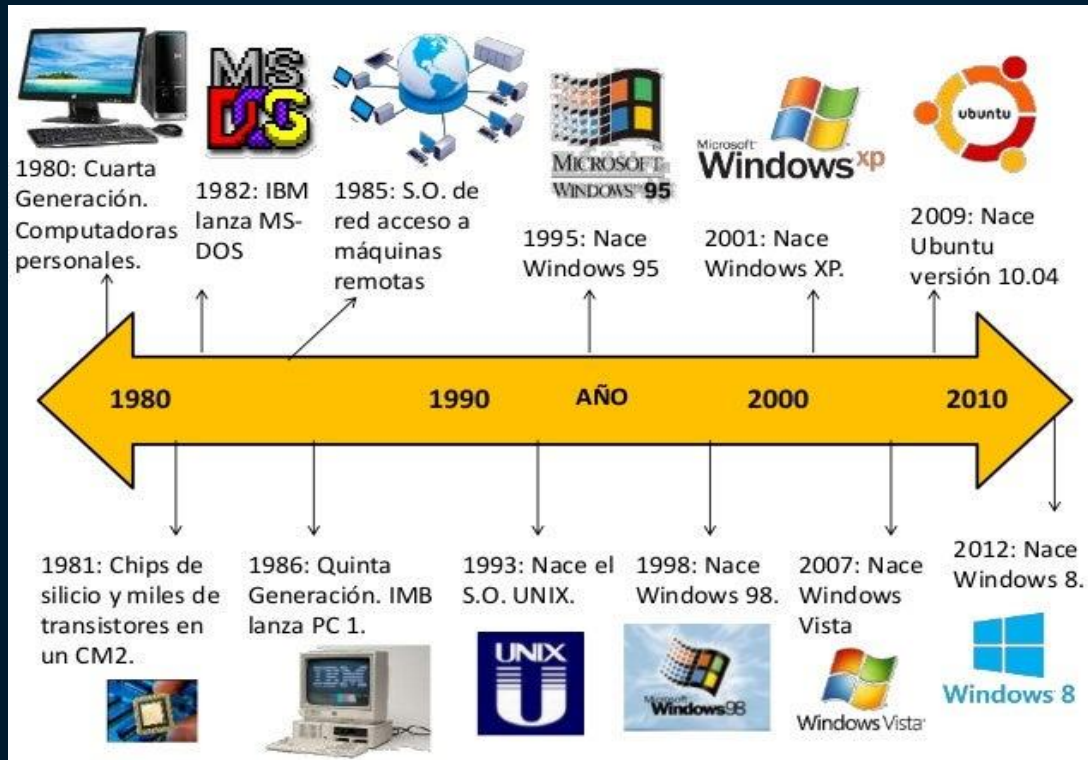 MS
DOS
ubuntu
MICROSOFT
WINDOWS 95
Microsoft
Windows xp
1980: Cuarta
Generación.
Computadoras
personales.
1982: IBM
lanza MS-
DOS
1985: S.O. de
red acceso a
máquinas
remotas
1995: Nace
Windows 95
2001: Nace
Windows XP.
2009: Nace
Ubuntu
versión 10.04
1980
1990
AÑO
2000
2010
1981: Chips de
silicio y miles de
transistores en
un CM2.
1986: Quinta
Generación. IMB
lanza PC 1.
1993: Nace el
S.O. UNIX.
1998: Nace
Windows 98.
2007: Nace
Windows
Vista
2012: Nace
Windows 8.
IBM
UNIX
U
Microsoft
Windows98
Windows Vista
Windows 8